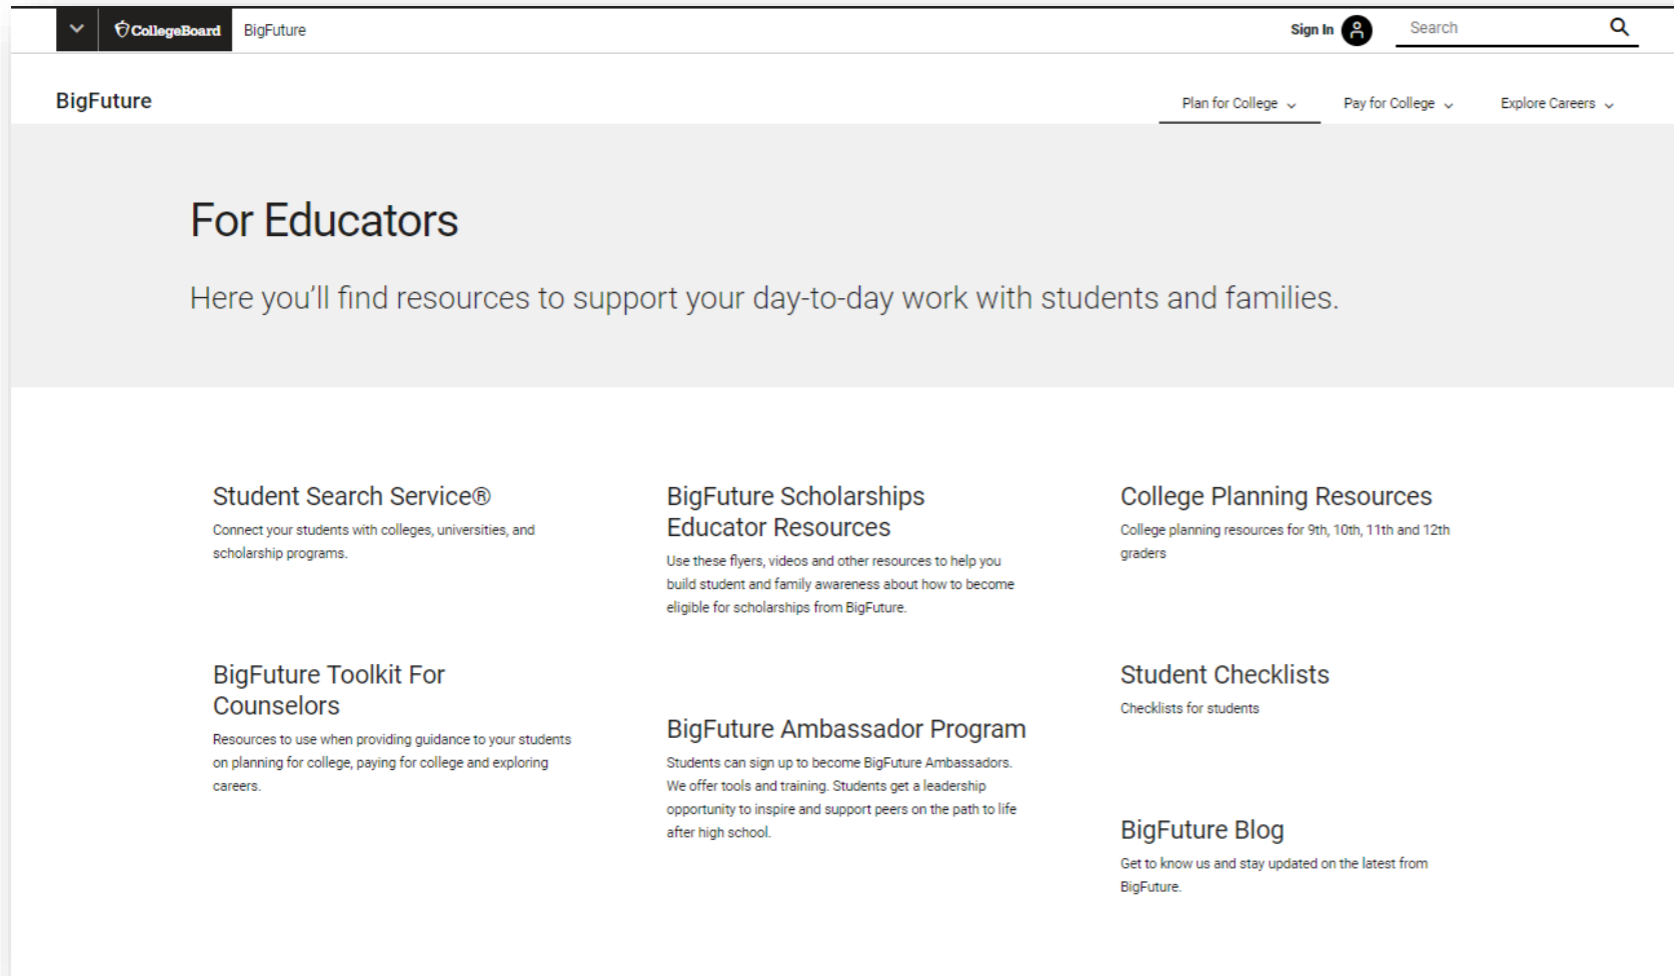 CollegeBoard BigFuture Sign In Search
BigFuture Plan for College Pay for College Explore Careers
For Educators
Here you'll find resources to support your day-to-day work with students and families.
Student Search Service®
Connect your students with colleges, universities, and
scholarship programs.
BigFuture Toolkit For
Counselors
Resources to use when providing guidance to your students
on planning for college, paying for college and exploring
careers.
BigFuture Scholarships
Educator Resources
Use these flyers, videos and other resources to help you
build student and family awareness about how to become
eligible for scholarships from BigFuture.
BigFuture Ambassador Program
Students can sign up to become BigFuture Ambassadors.
We offer tools and training. Students get a leadership
opportunity to inspire and support peers on the path to life
after high school.
College Planning Resources
College planning resources for 9th, 10th, 11th and 12th
graders
Student Checklists
Checklists for students
BigFuture Blog
Get to know us and stay updated on the latest from
BigFuture.